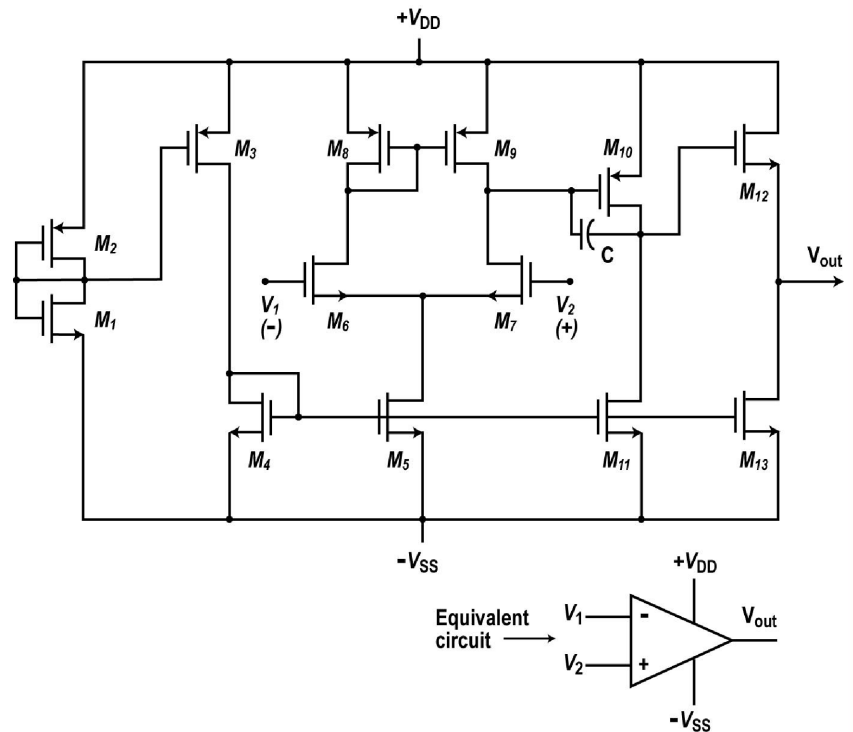 +VDD
M3
M8
M9
M10
M12
M2
C
Vout
V1
(-)
M6
M7
V2
(+)
M1
M4
M5
M11
M13
-VSS
+VDD
Equivalent
circuit
V1
-
Vout
V2
+
-VSS